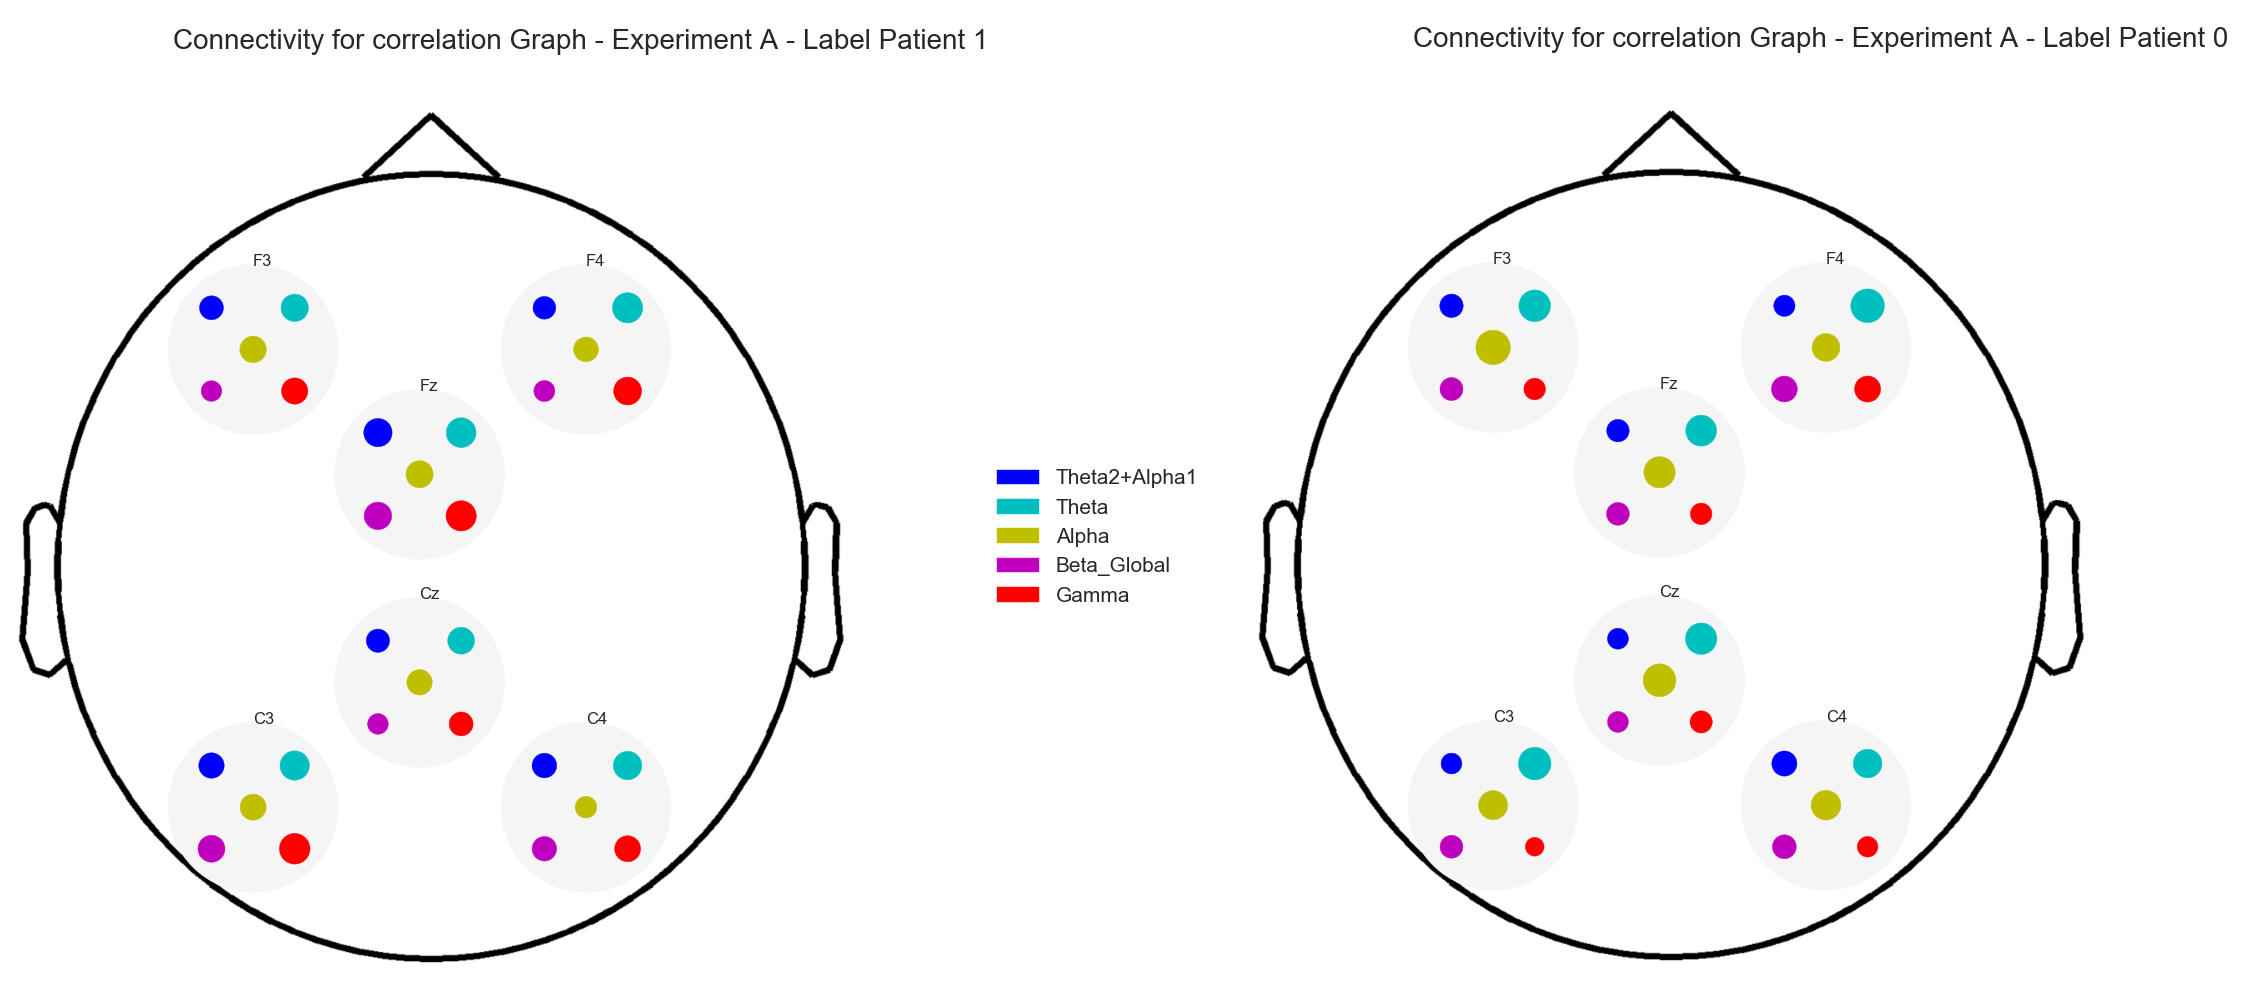 Connectivity for correlation Graph - Experiment A - Label Patient 1
F3
F4
Fz
Cz
C3
C4
Theta2+Alpha1
Theta
Alpha
Beta_Global
Gamma
Connectivity for correlation Graph - Experiment A - Label Patient 0
F3
F4
Fz
Cz
C3
C4